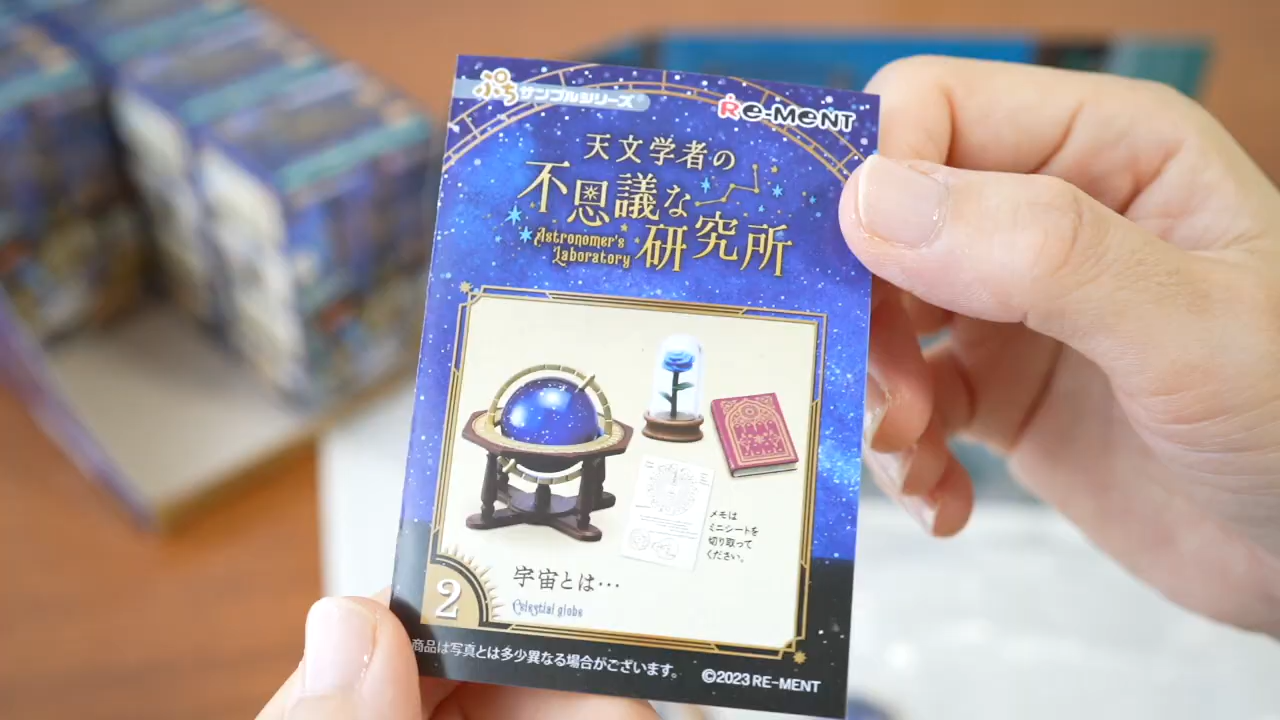 ぷちサンプルシリーズ
Re-MENT
天文学者の
不思議な
研究所
Astronomer's
Laboratory
メモは
ミニシートを
切り取って
ください。
2
宇宙とは…
Celestial globe
商品は写真とは多少異なる場合がございます。
©2023 RE-MENT